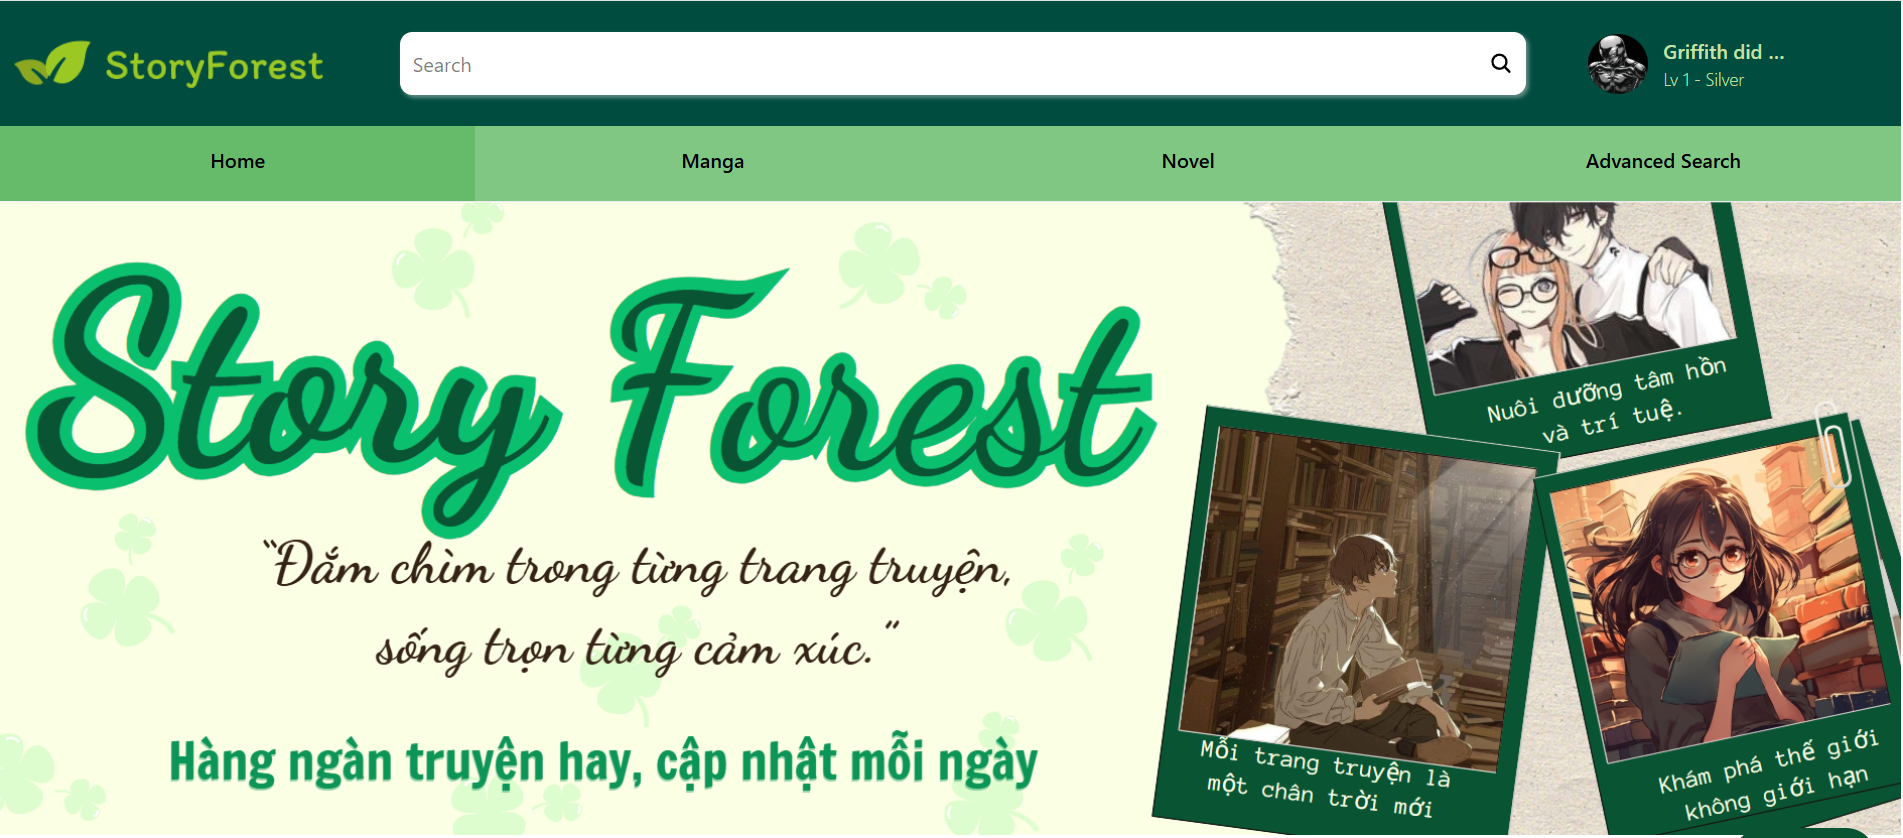 StoryForest
Search
Griffith did ...
Lv 1 - Silver
Home
Manga
Novel
Advanced Search
Story Forest
“Đắm chìm trong từng trang truyện,
sống trọn từng cảm xúc.”
Hàng ngàn truyện hay, cập nhật mỗi ngày
Nuôi dưỡng tâm hồn
và trí tuệ.
Mỗi trang truyện là
một chân trời mới
Khám phá thế giới
không giới hạn